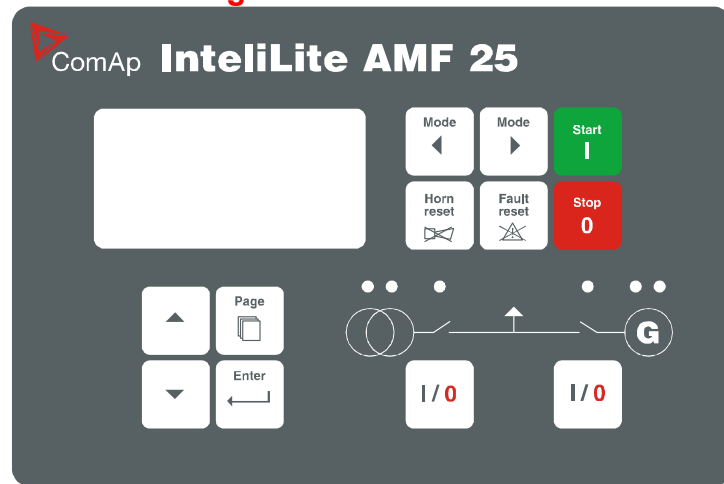 ComAp InteliLite AMF 25
Mode
Mode
Start
I
Horn
reset
Fault
reset
Stop
0
Page
Enter
G
I / 0
I / 0